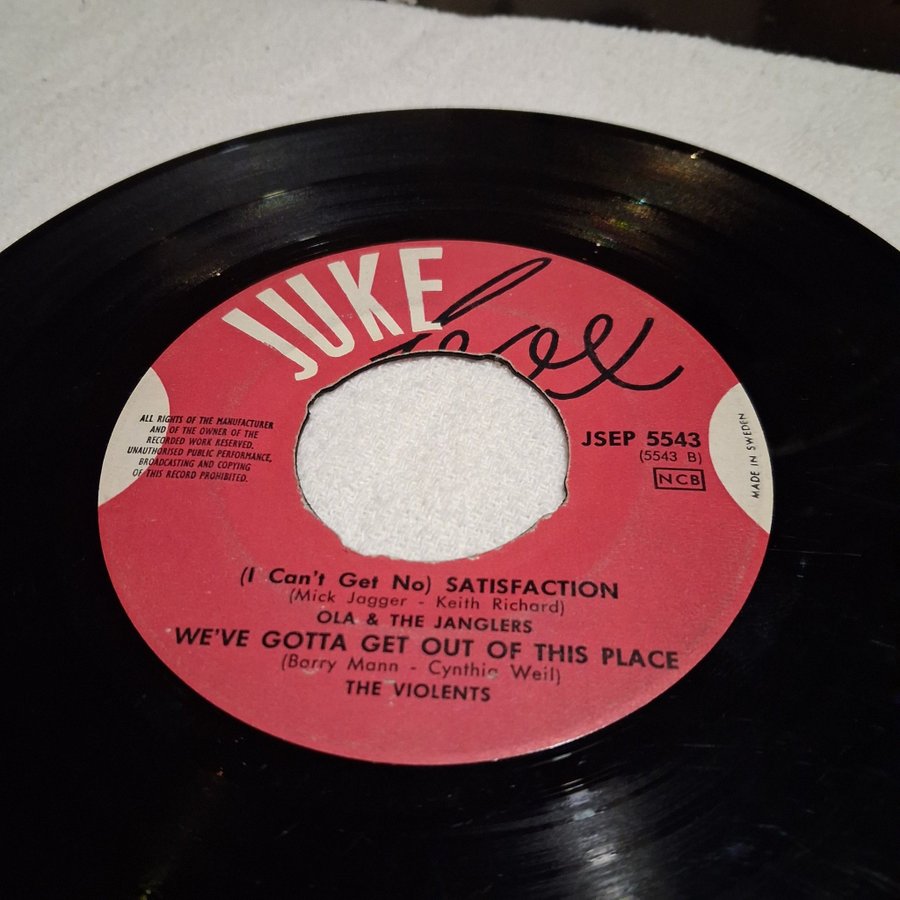 JUKE
box
ALL RIGHTS OF THE MANUFACTURER
AND OF THE OWNER OF THE
RECORDED WORK RESERVED.
UNAUTHORISED PUBLIC PERFORMANCE,
BROADCASTING AND COPYING
OF THIS RECORD PROHIBITED.
JSEP 5543
(5543 B)
NCB
MADE IN SWEDEN
(I Can't Get No) SATISFACTION
(Mick Jagger - Keith Richard)
OLA & THE JANGLERS
WE'VE GOTTA GET OUT OF THIS PLACE
(Barry Mann - Cynthia Weil)
THE VIOLENTS